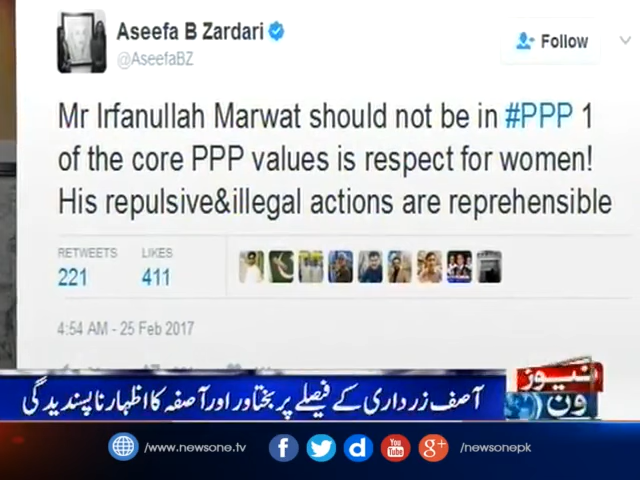 Aseefa B Zardari
@AseefaBZ
Follow
Mr Irfanullah Marwat should not be in #PPP 1
of the core PPP values is respect for women!
His repulsive&illegal actions are reprehensible
RETWEETS LIKES
221 411
4:54 AM - 25 Feb 2017
آصف زرداری کے فیصلے پر بختاور اور آصفہ کا اظہار ناپسندیدگی
نیوز
ون
/www.newsone.tv
You
Tube
/newsonepk